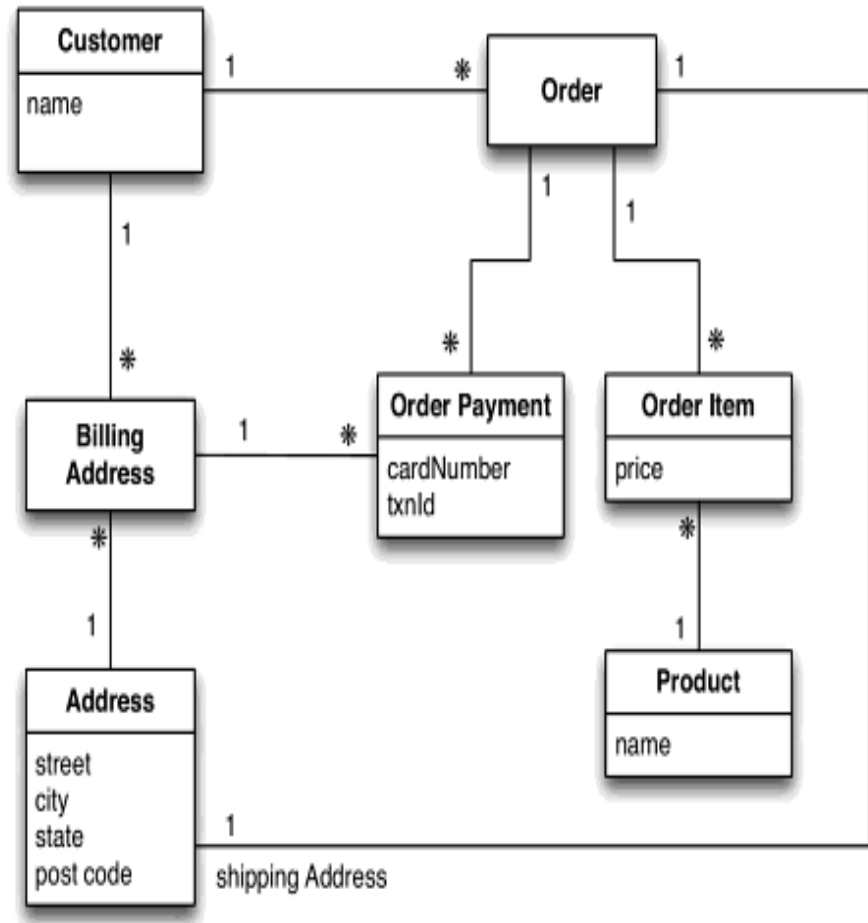 Customer
name
1
*
Order
1
1
*
1
*
1
*
Billing
Address
1
*
Order Payment
cardNumber
txnId
Order Item
price
*
1
*
1
Product
name
Address
street
city
state
post code
1
shipping Address